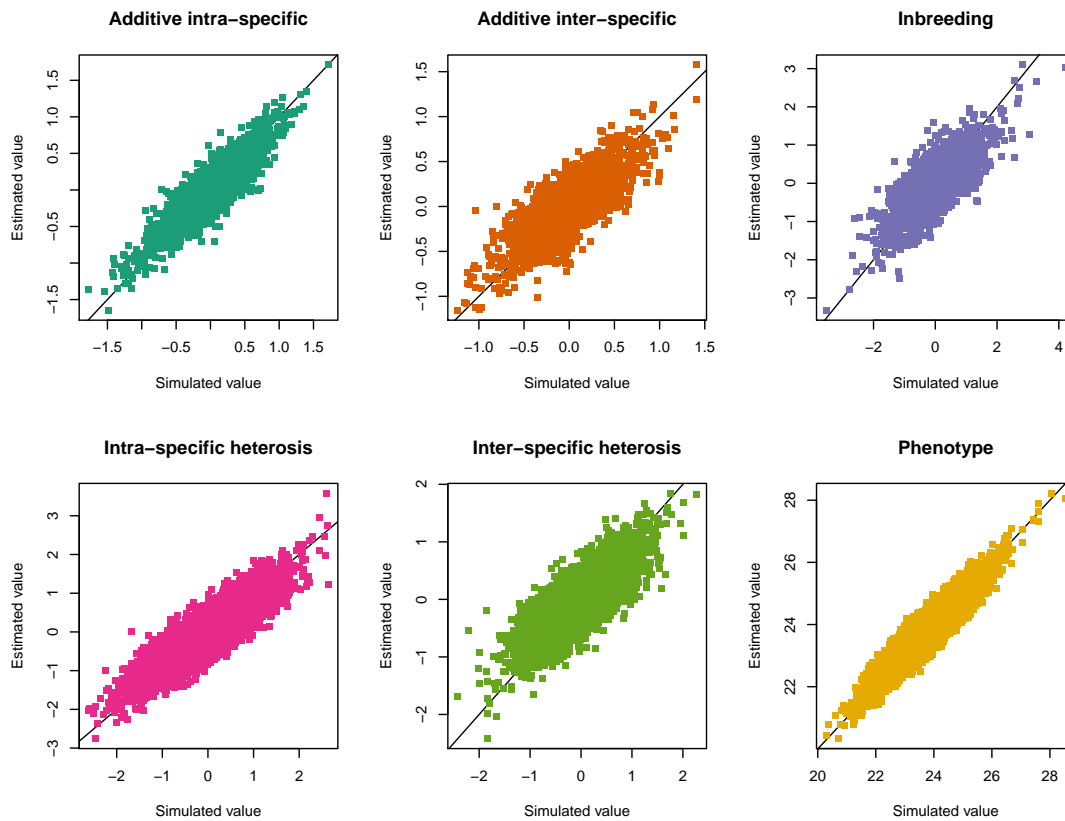 Additive intra−specific
Additive inter−specific
Inbreeding
Estimated value
−1.5 −0.5 0.5 1.0 1.5
−1.5 −0.5 0.5 1.0 1.5
Simulated value
Estimated value
−1.0 −0.5 0.0 0.5 1.0 1.5
−1.0 −0.5 0.0 0.5 1.0 1.5
Simulated value
Estimated value
−3 −2 −1 0 1 2 3
−2 0 2 4
Simulated value
Intra−specific heterosis
Inter−specific heterosis
Phenotype
Estimated value
−3 −2 −1 0 1 2 3
−2 −1 0 1 2
Simulated value
Estimated value
−2 −1 0 1 2
−2 −1 0 1 2
Simulated value
Estimated value
22 24 26 28
20 22 24 26 28
Simulated value